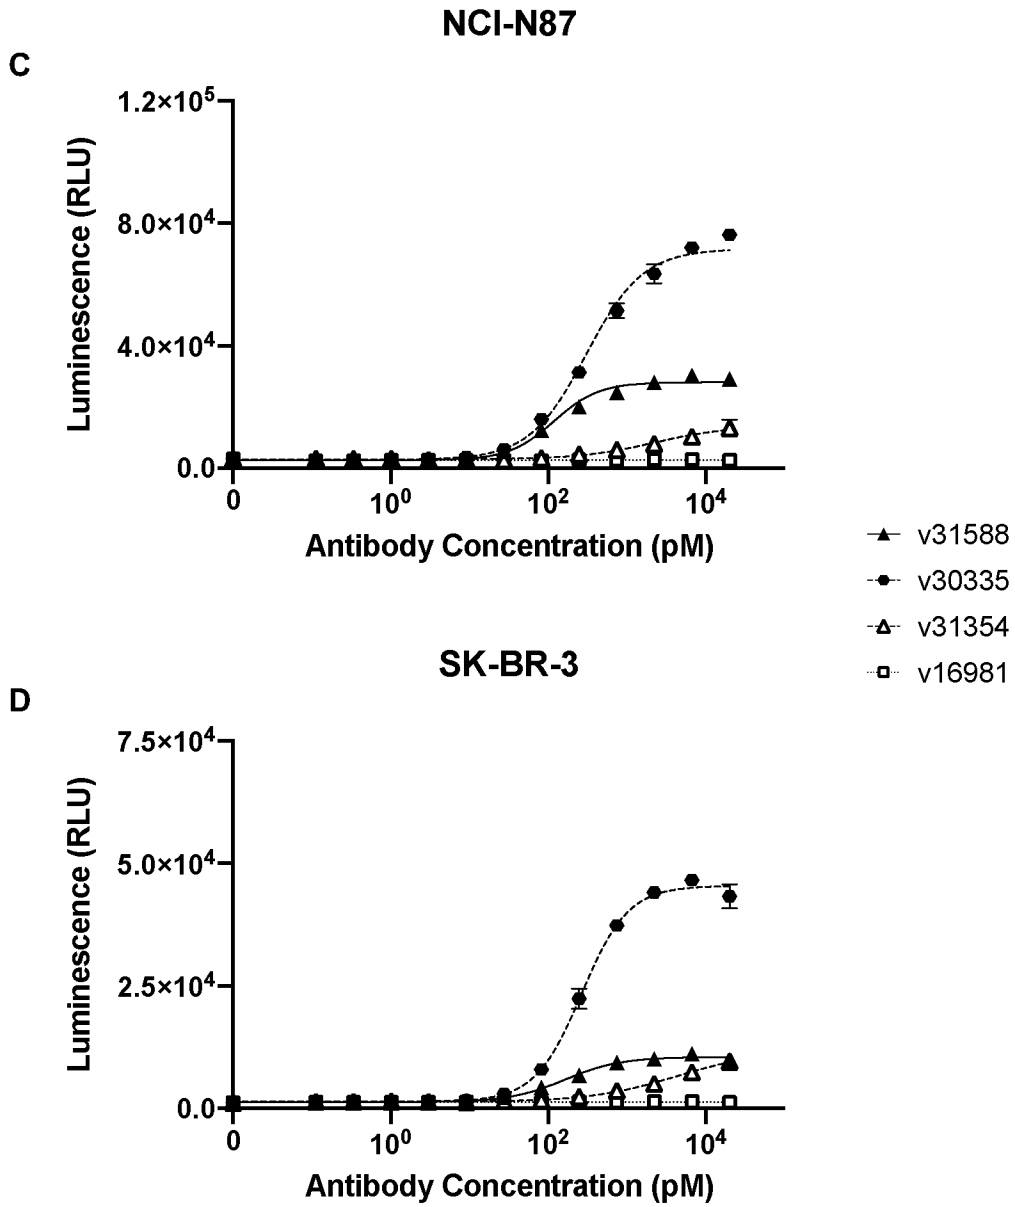 NCI-N87
C
1.2×10⁵
8.0×10⁴
4.0×10⁴
0.0
Luminescence (RLU)
0 10⁰ 10² 10⁴
Antibody Concentration (pM)
v31588
v30335
v31354
v16981
SK-BR-3
D
7.5×10⁴
5.0×10⁴
2.5×10⁴
0.0
Luminescence (RLU)
0 10⁰ 10² 10⁴
Antibody Concentration (pM)